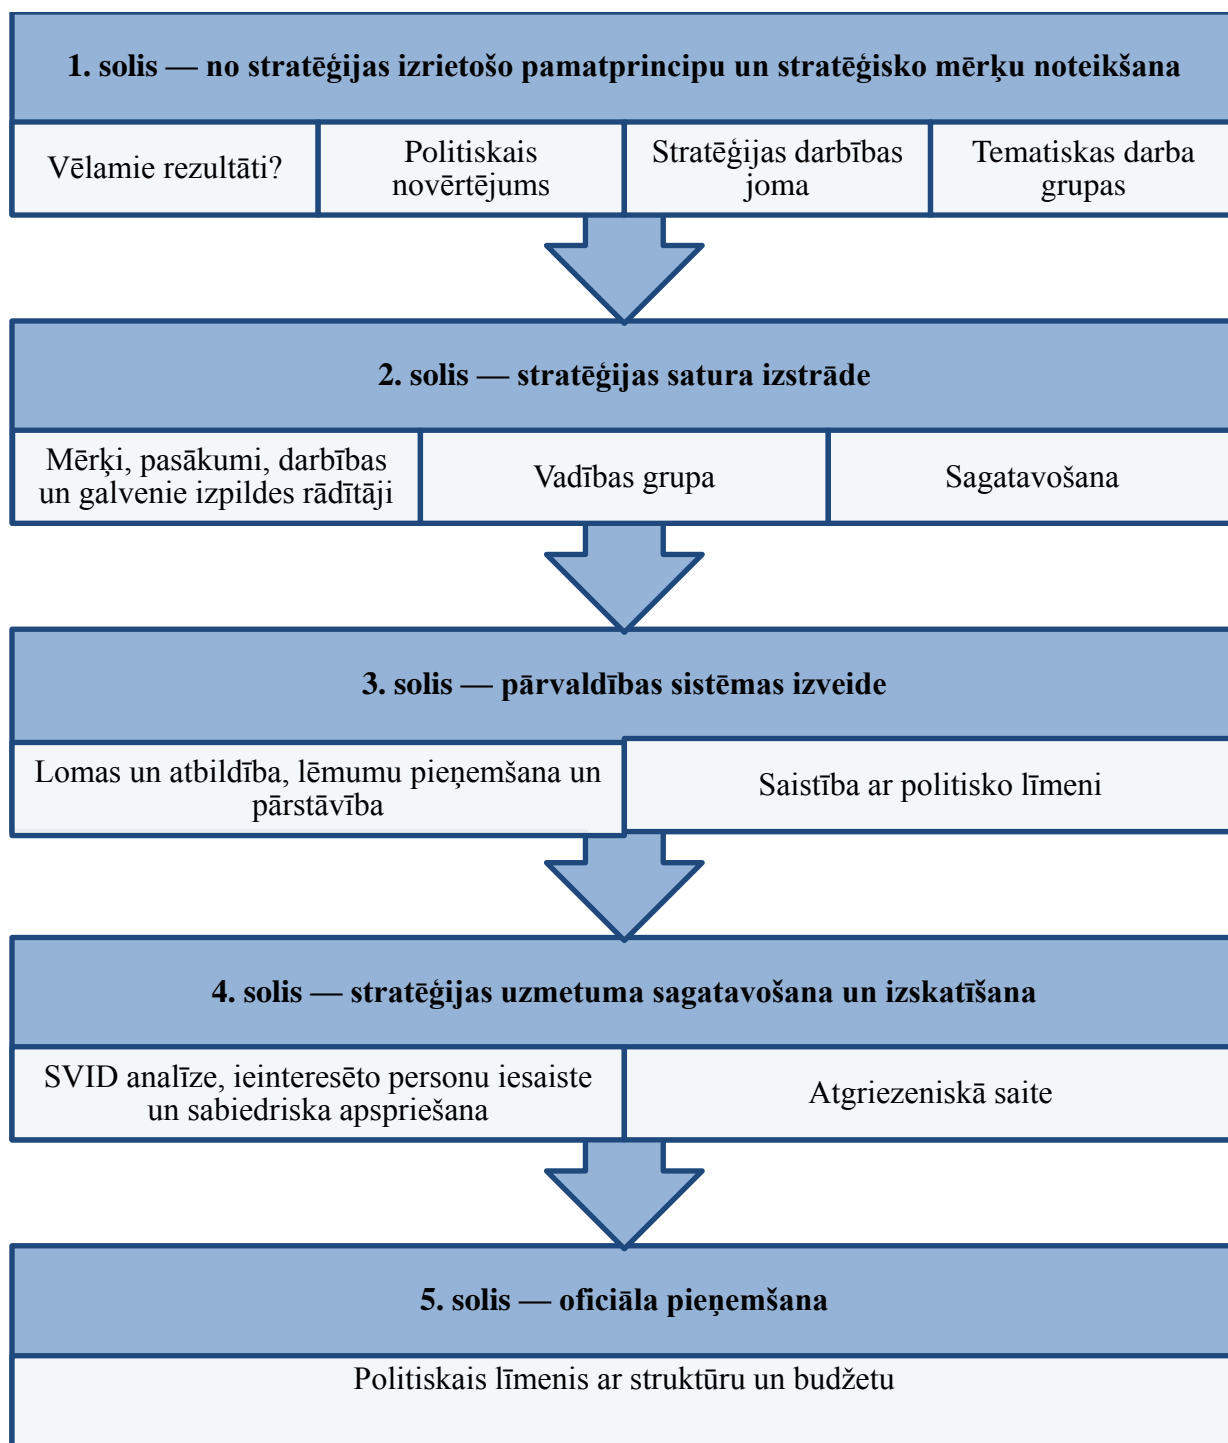 1. solis — no stratēģijas izrietošo pamatprincipu un stratēģisko mērķu noteikšana
Vēlamie rezultāti?
Politiskais
novērtējums
Stratēģijas darbības
joma
Tematiskas darba
grupas
2. solis — stratēģijas satura izstrāde
Mērķi, pasākumi, darbības
un galvenie izpildes rādītāji
Vadības grupa
Sagatavošana
3. solis — pārvaldības sistēmas izveide
Lomas un atbildība, lēmumu pieņemšana un
pārstāvība
Saistība ar politisko līmeni
4. solis — stratēģijas uzmetuma sagatavošana un izskatīšana
SVID analīze, ieinteresēto personu iesaiste
un sabiedriska apspriešana
Atgriezeniskā saite
5. solis — oficiāla pieņemšana
Politiskais līmenis ar struktūru un budžetu